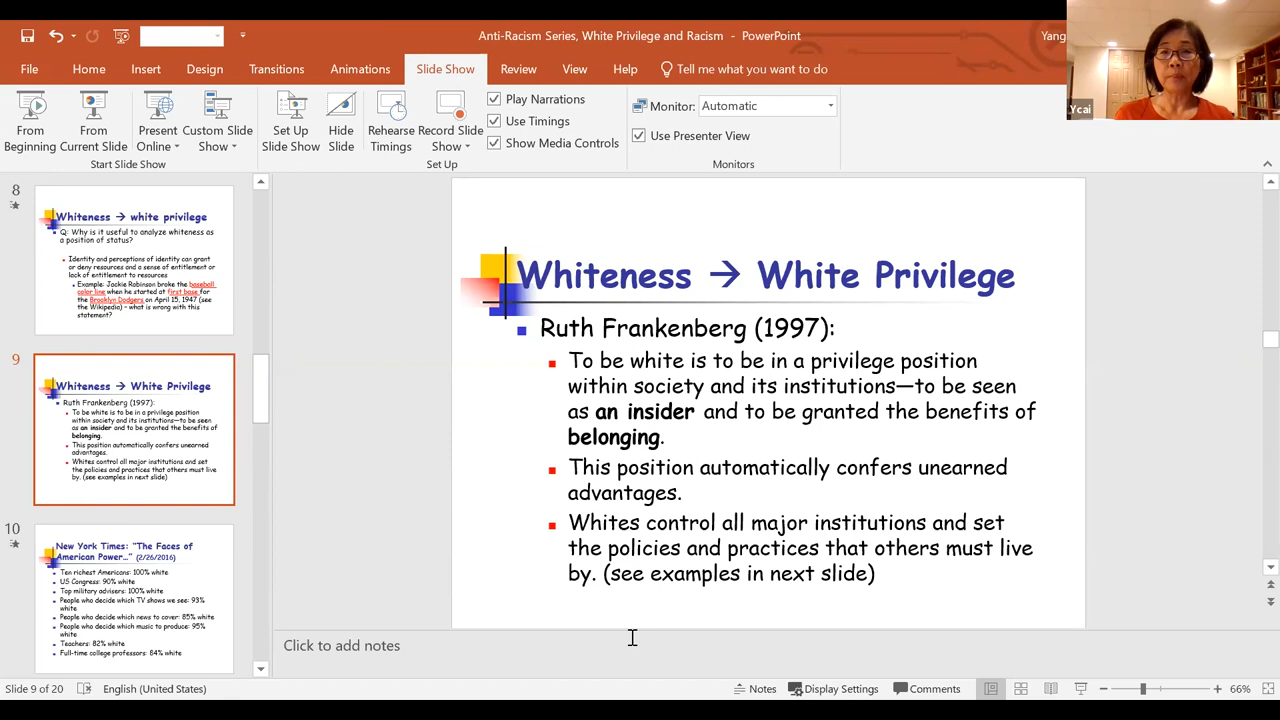 Anti-Racism Series, White Privilege and Racism - PowerPoint
Yang
File Home Insert Design Transitions Animations Slide Show Review View Help Tell me what you want to do
Ycai
From Beginning
From Current Slide
Present Online
Custom Slide Show
Start Slide Show
Set Up Slide Show
Hide Slide
Rehearse Timings
Record Slide Show
Play Narrations
Use Timings
Show Media Controls
Set Up
Monitor: Automatic
Use Presenter View
Monitors
8
Whiteness → white privilege
Q: Why is it useful to analyze whiteness as
a position of status?
Identity and perceptions of identity can grant
or deny resources and a sense of entitlement or
lack of entitlement to resources
Example: Jackie Robinson broke the baseball
color line when he started at first base for
the Brooklyn Dodgers on April 15, 1947 (see
the Wikipedia) – what is wrong with this
statement?
9
Whiteness → White Privilege
Ruth Frankenberg (1997):
To be white is to be in a privilege position
within society and its institutions—to be seen
as an insider and to be granted the benefits of
belonging.
This position automatically confers unearned
advantages.
Whites control all major institutions and set
the policies and practices that others must live
by. (see examples in next slide)
10
New York Times: "The Faces of
American Power…" (2/26/2016)
Ten richest Americans: 100% white
US Congress: 90% white
Top military advisers: 100% white
People who decide which TV shows we see: 93%
white
People who decide which news to cover: 85% white
People who decide which music to produce: 95%
white
Teachers: 82% white
Full-time college professors: 84% white
Whiteness → White Privilege
Ruth Frankenberg (1997):
To be white is to be in a privilege position
within society and its institutions—to be seen
as an insider and to be granted the benefits of
belonging.
This position automatically confers unearned
advantages.
Whites control all major institutions and set
the policies and practices that others must live
by. (see examples in next slide)
Click to add notes
Slide 9 of 20 English (United States) Notes Display Settings Comments 66%